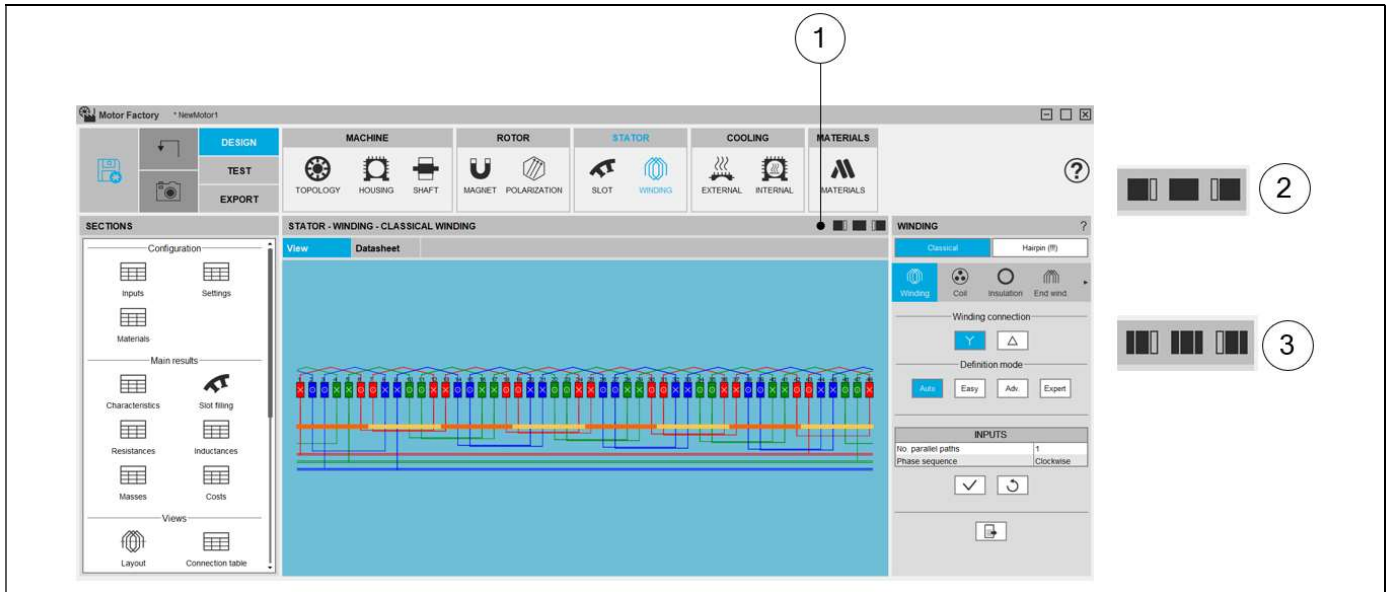 1
Motor Factory * NewMotor1
DESIGN
TEST
EXPORT
MACHINE
TOPOLOGY HOUSING SHAFT
ROTOR
MAGNET POLARIZATION
STATOR
SLOT WINDING
COOLING
EXTERNAL INTERNAL
MATERIALS
MATERIALS
?
2
SECTIONS
Configuration
Inputs Settings
Materials
Main results
Characteristics Slot filling
Resistances Inductances
Masses Costs
Views
Layout Connection table
STATOR - WINDING - CLASSICAL WINDING
View Datasheet
WINDING ?
Classical Hairpin (!!!)
Winding Coil Insulation End wind.
Winding connection
Y Δ
Definition mode
Auto Easy Adv. Expert
INPUTS
No. parallel paths 1
Phase sequence Clockwise
3